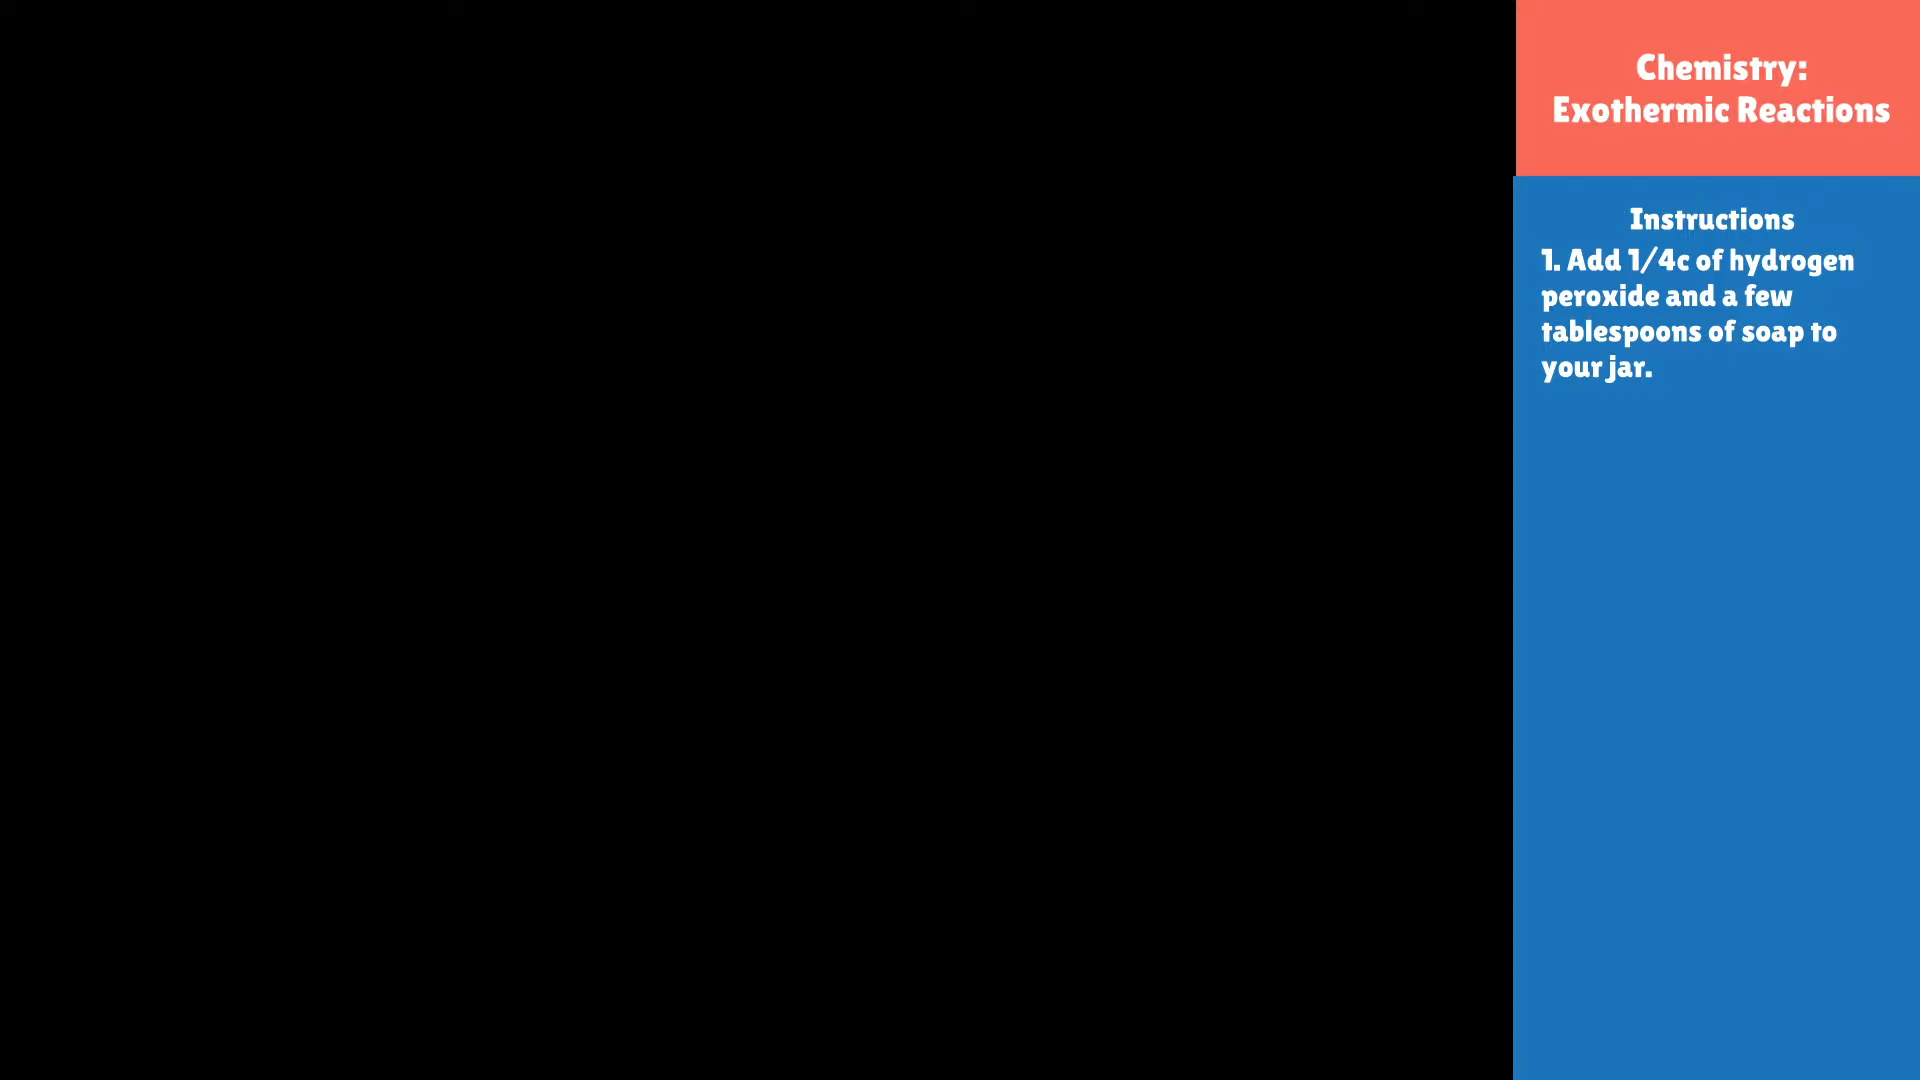 Chemistry:
Exothermic Reactions
Instructions
1. Add 1/4c of hydrogen
peroxide and a few
tablespoons of soap to
your jar.